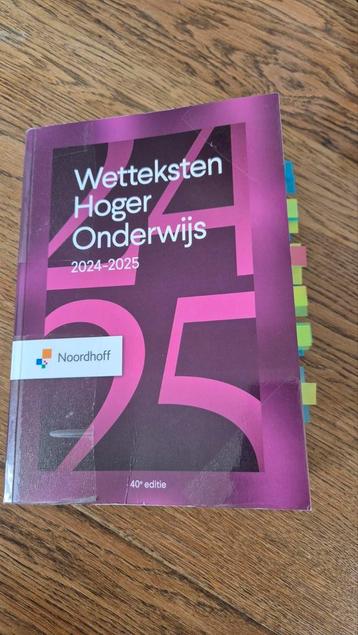 24
25
Wetteksten
Hoger
Onderwijs
2024-2025
Noordhoff
40e editie